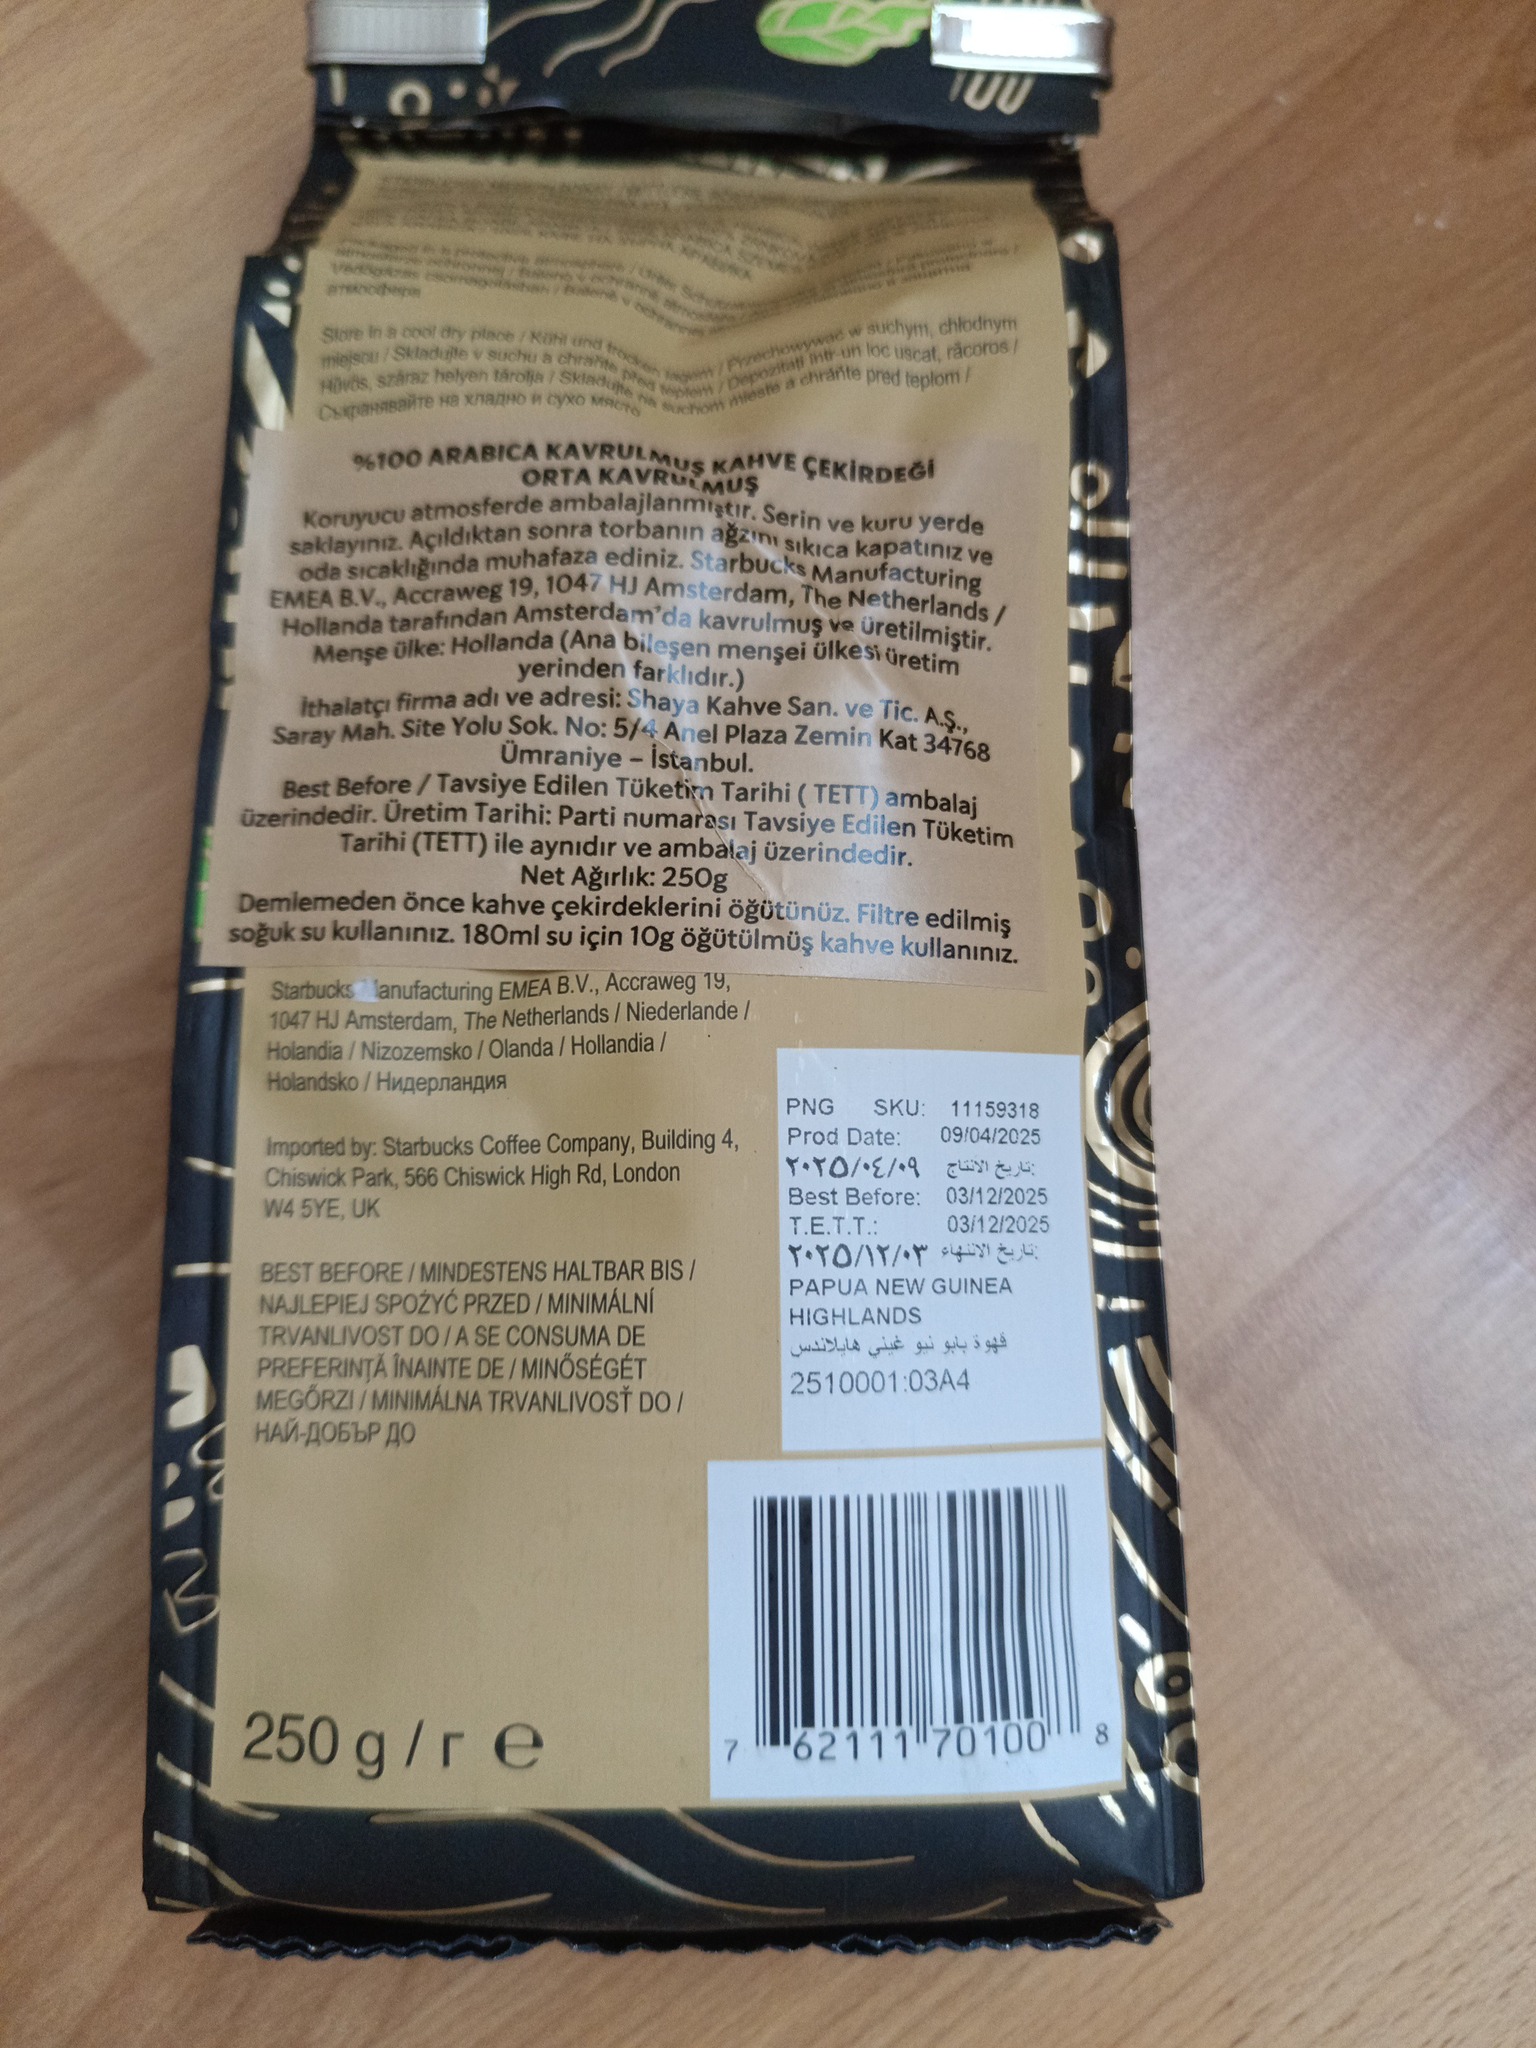 Store in a cool dry place / Kühl und trocken lagern / Przechowywać w suchym, chłodnym
miejscu / Skladujte v suchu a chraňte před teplem / Depozitați într-un loc uscat, răcoros /
Hűvös, száraz helyen tárolja / Skladujte na suchom mieste a chráňte pred teplom /
Съхранявайте на хладно и сухо място
%100 ARABICA KAVRULMUŞ KAHVE ÇEKİRDEĞİ
ORTA KAVRULMUŞ
Koruyucu atmosferde ambalajlanmıştır. Serin ve kuru yerde
saklayınız. Açıldıktan sonra torbanın ağzını sıkıca kapatınız ve
oda sıcaklığında muhafaza ediniz. Starbucks Manufacturing
EMEA B.V., Accraweg 19, 1047 HJ Amsterdam, The Netherlands /
Hollanda tarafından Amsterdam'da kavrulmuş ve üretilmiştir.
Menşe ülke: Hollanda (Ana bileşen menşei ülkesi üretim
yerinden farklıdır.)
İthalatçı firma adı ve adresi: Shaya Kahve San. ve Tic. A.Ş.,
Saray Mah. Site Yolu Sok. No: 5/4 Anel Plaza Zemin Kat 34768
Ümraniye – İstanbul.
Best Before / Tavsiye Edilen Tüketim Tarihi ( TETT) ambalaj
üzerindedir. Üretim Tarihi: Parti numarası Tavsiye Edilen Tüketim
Tarihi (TETT) ile aynıdır ve ambalaj üzerindedir.
Net Ağırlık: 250g
Demlemeden önce kahve çekirdeklerini öğütünüz. Filtre edilmiş
soğuk su kullanınız. 180ml su için 10g öğütülmüş kahve kullanınız.
Starbucks Manufacturing EMEA B.V., Accraweg 19,
1047 HJ Amsterdam, The Netherlands / Niederlande /
Holandia / Nizozemsko / Olanda / Hollandia /
Holandsko / Нидерландия
Imported by: Starbucks Coffee Company, Building 4,
Chiswick Park, 566 Chiswick High Rd, London
W4 5YE, UK
BEST BEFORE / MINDESTENS HALTBAR BIS /
NAJLEPIEJ SPOŻYĆ PRZED / MINIMÁLNÍ
TRVANLIVOST DO / A SE CONSUMA DE
PREFERINȚĂ ÎNAINTE DE / MINŐSÉGÉT
MEGŐRZI / MINIMÁLNA TRVANLIVOSŤ DO /
НАЙ-ДОБЪР ДО
PNG SKU: 11159318
Prod Date: 09/04/2025
تاريخ الانتاج: ٢٠٢٥/٠٤/٠٩
Best Before: 03/12/2025
T.E.T.T.: 03/12/2025
تاريخ الانتهاء: ٢٠٢٥/١٢/٠٣
PAPUA NEW GUINEA
HIGHLANDS
قهوة بابو نيو غيني هايلاندس
2510001:03A4
7 62111 70100 8
250 g / г ℮